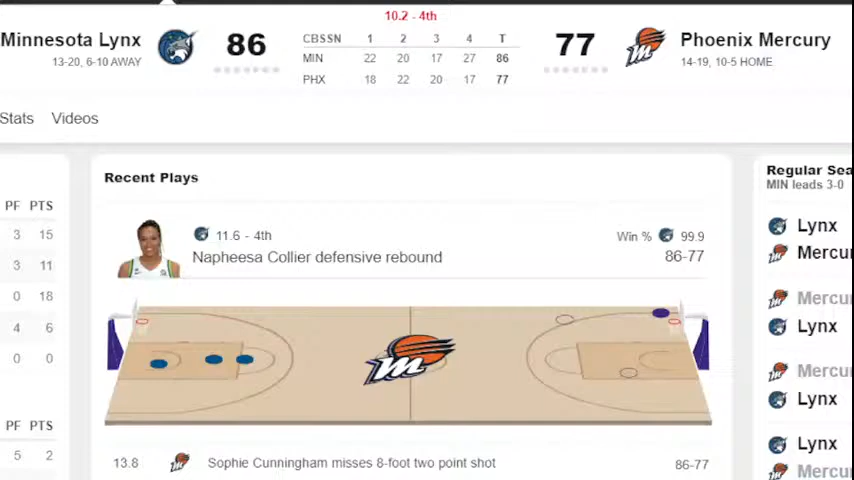 10.2 - 4th
Minnesota Lynx
13-20, 6-10 AWAY
86
CBSSN 1 2 3 4 T
MIN 22 20 17 27 86
PHX 18 22 20 17 77
77
Phoenix Mercury
14-19, 10-5 HOME
Stats Videos
PF PTS
3 15
3 11
0 18
4 6
0 0
PF PTS
5 2
Recent Plays
11.6 - 4th
Napheesa Collier defensive rebound
Win % 99.9
86-77
13.8 Sophie Cunningham misses 8-foot two point shot 86-77
Regular Sea
MIN leads 3-0
Lynx
Mercu
Mercu
Lynx
Mercu
Lynx
Lynx
Mercu